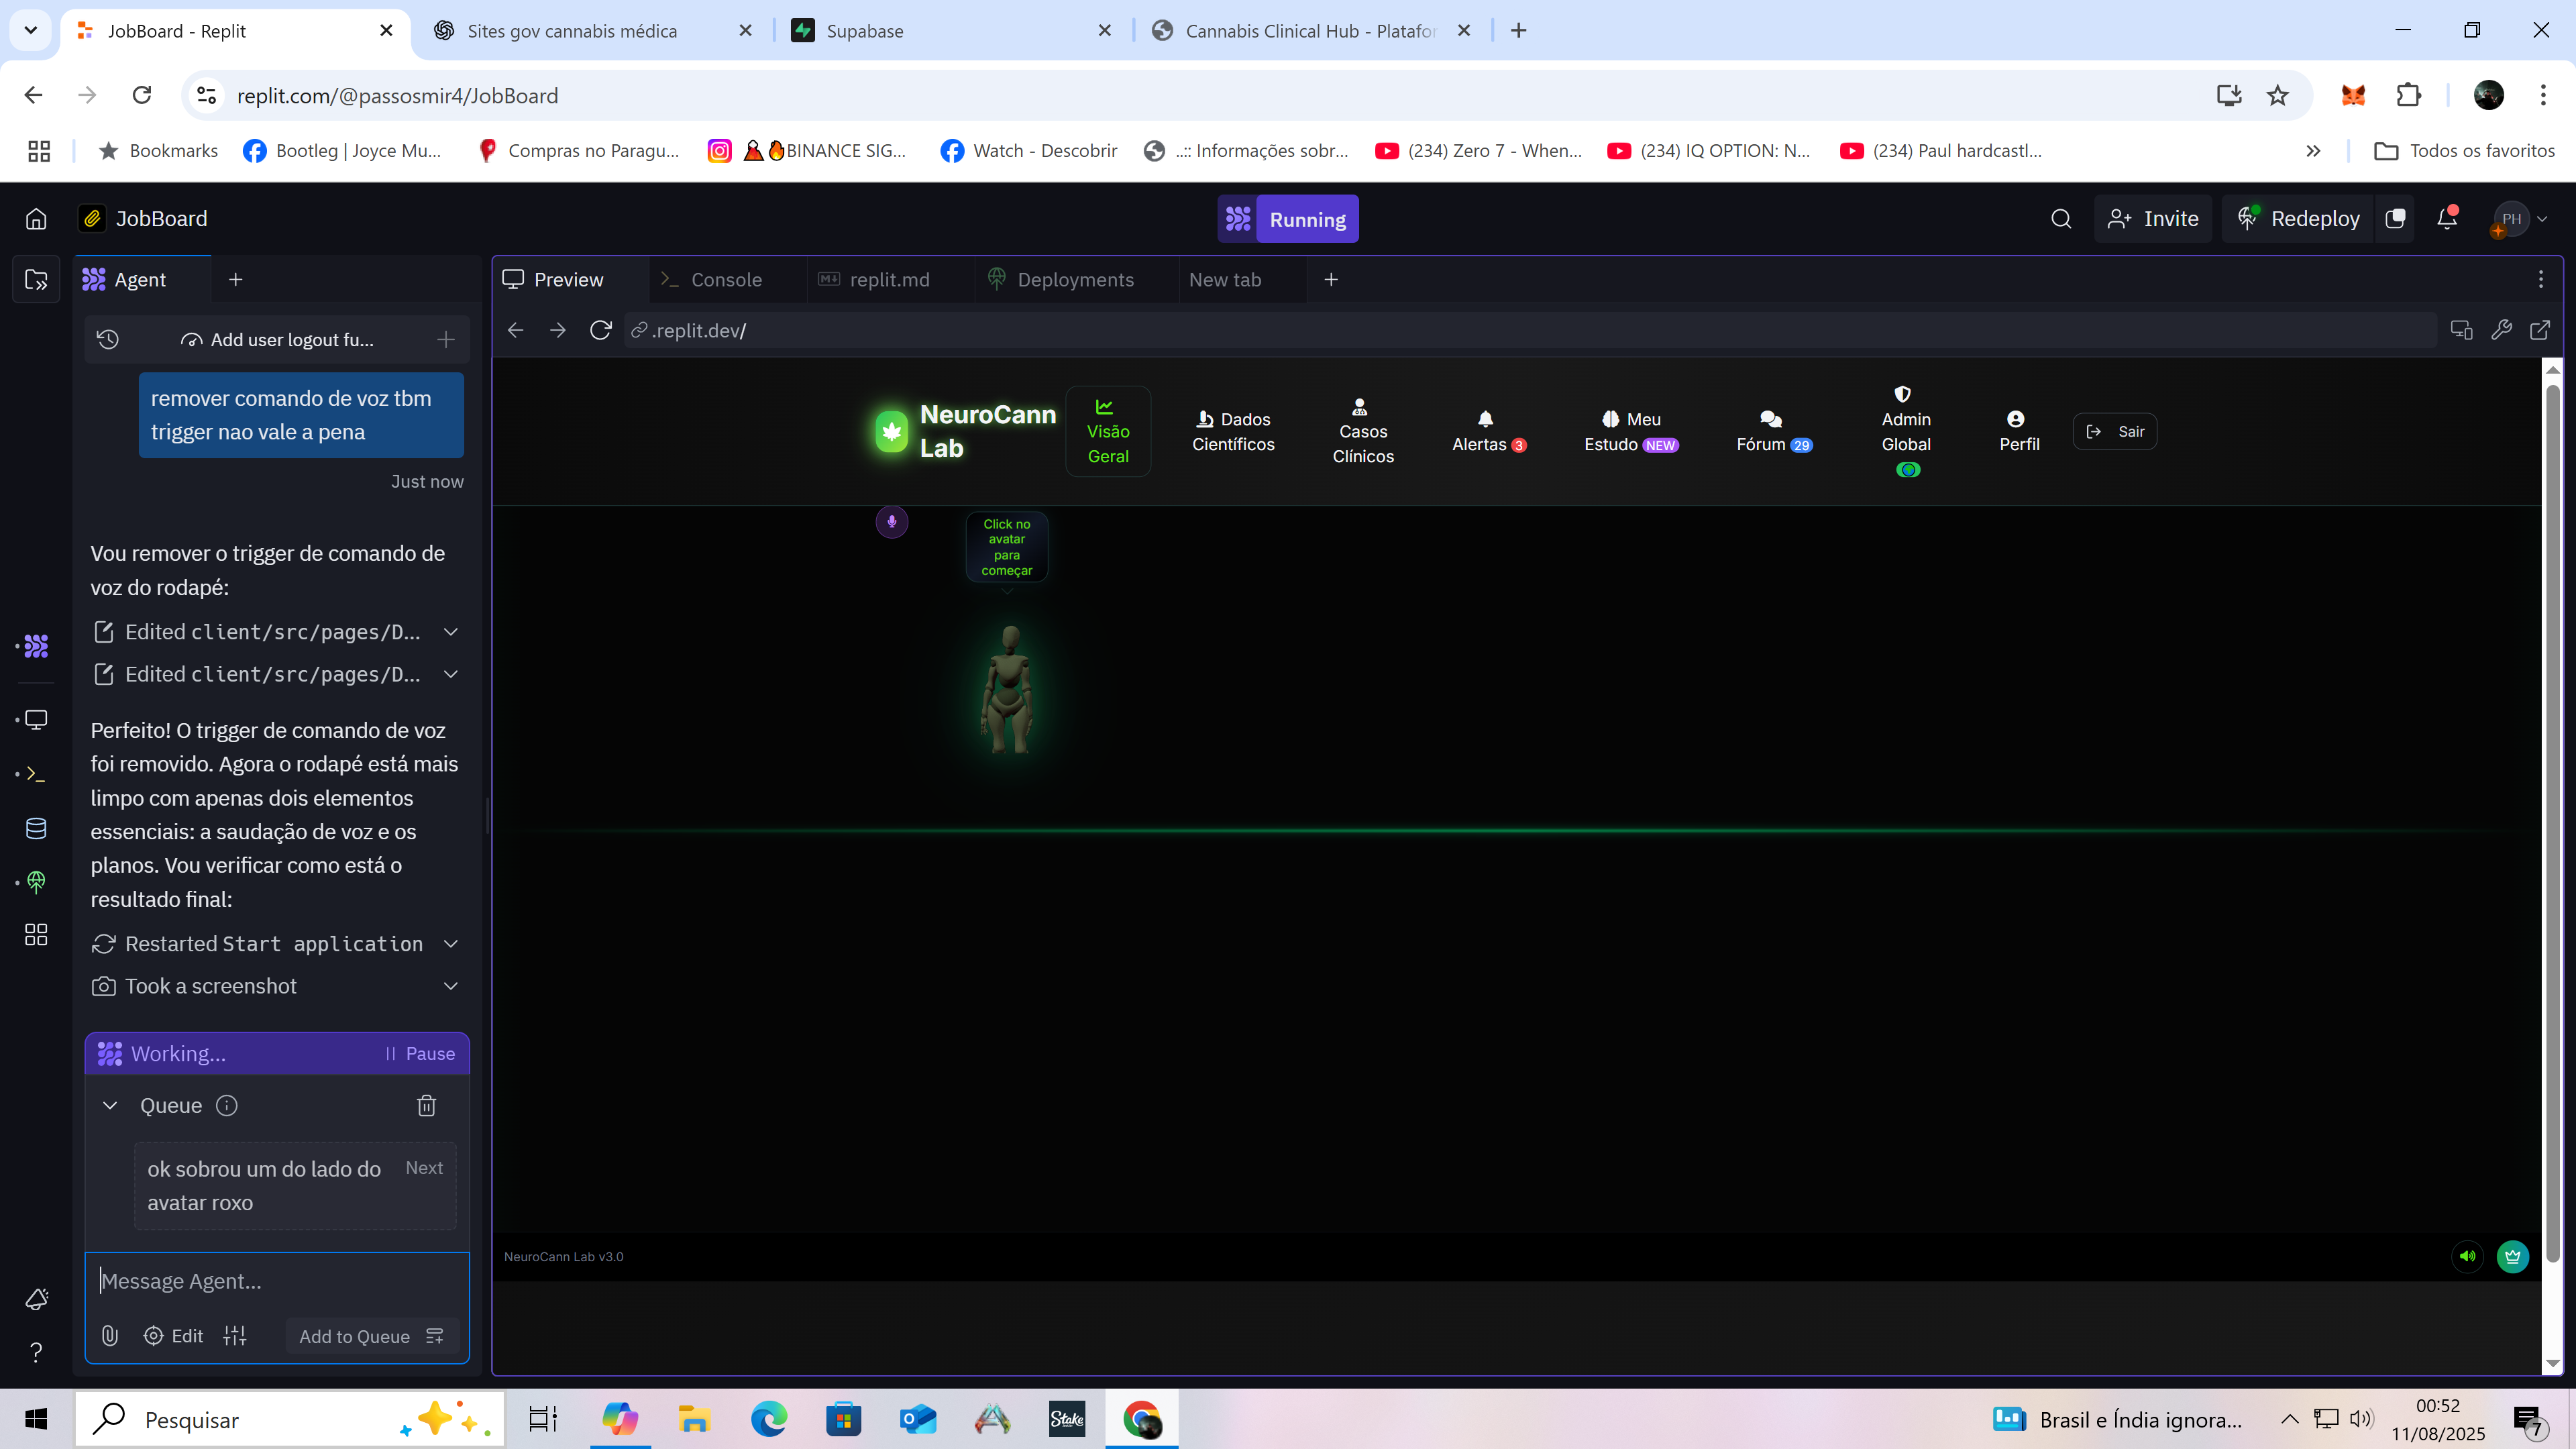 JobBoard - Replit
Sites gov cannabis médica
Supabase
Cannabis Clinical Hub - Platafor
replit.com/@passosmir4/JobBoard
Bookmarks
Bootleg | Joyce Mu...
Compras no Paragu...
BINANCE SIG...
Watch - Descobrir
..:: Informações sobr...
(234) Zero 7 - When...
(234) IQ OPTION: N...
(234) Paul hardcastl...
Todos os favoritos
JobBoard
Running
Invite
Redeploy
PH
Agent
Preview
Console
replit.md
Deployments
New tab
Add user logout fu...
.replit.dev/
remover comando de voz tbm
trigger nao vale a pena
Just now
Vou remover o trigger de comando de
voz do rodapé:
Edited client/src/pages/D...
Edited client/src/pages/D...
Perfeito! O trigger de comando de voz
foi removido. Agora o rodapé está mais
limpo com apenas dois elementos
essenciais: a saudação de voz e os
planos. Vou verificar como está o
resultado final:
Restarted Start application
Took a screenshot
Working...
Pause
Queue
ok sobrou um do lado do
avatar roxo
Next
Message Agent...
Edit
Add to Queue
NeuroCann
Lab
Visão
Geral
Dados
Científicos
Casos
Clínicos
Alertas 3
Meu
Estudo NEW
Fórum 29
Admin
Global
Perfil
Sair
Click no
avatar
para
começar
NeuroCann Lab v3.0
Pesquisar
Stake
Brasil e Índia ignora...
00:52
11/08/2025
7